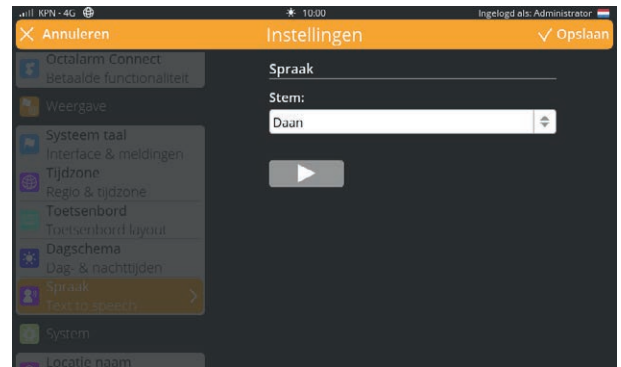 KPN - 4G
10:00
Ingelogd als: Administrator
Annuleren
Instellingen
Opslaan
Octalarm Connect
Betaalde functionaliteit
Weergave
Systeem taal
Interface & meldingen
Tijdzone
Regio & tijdzone
Toetsenbord
Toetsenbord layout
Dagschema
Dag- & nachttijden
Spraak
Text to speech
System
Locatie naam
Spraak
Stem:
Daan